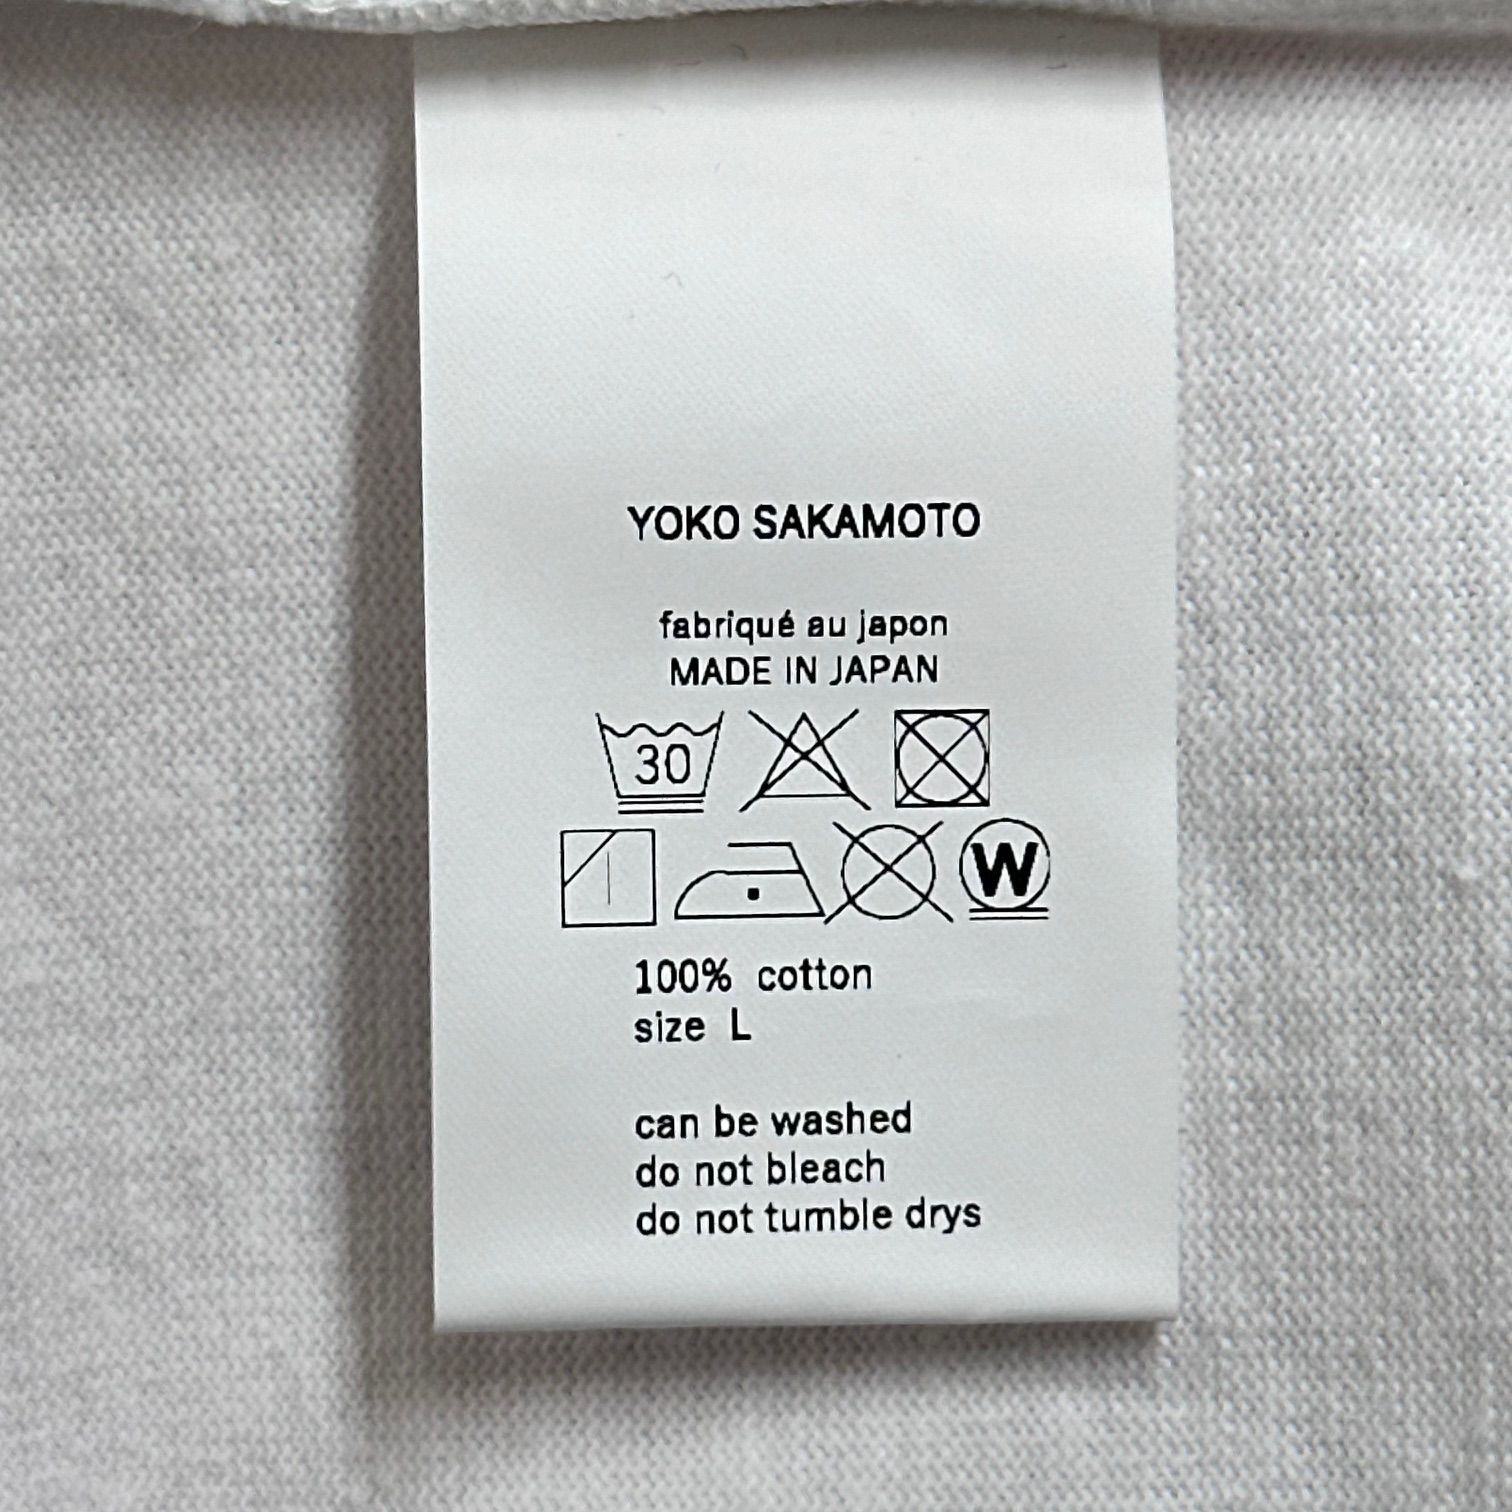 YOKO SAKAMOTO
fabriqué au japon
MADE IN JAPAN
30
W
100% cotton
size L
can be washed
do not bleach
do not tumble drys